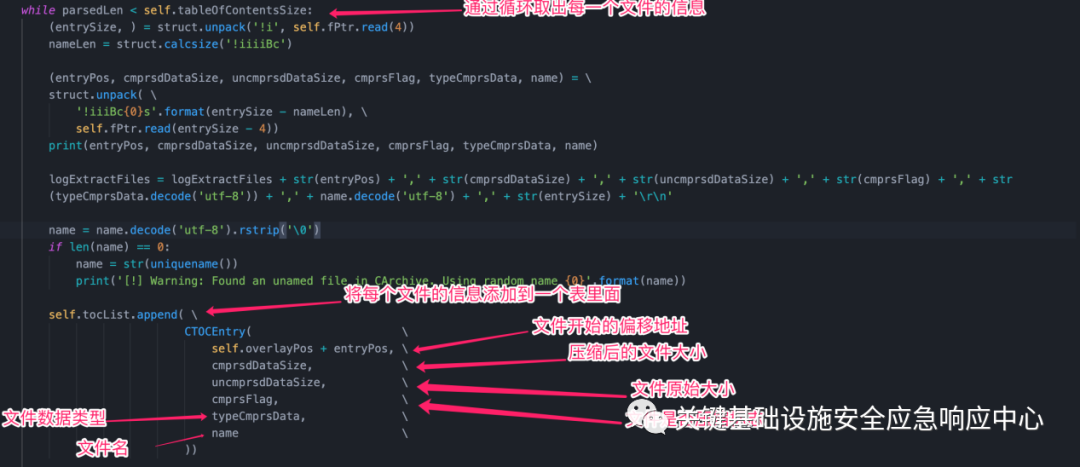 while parsedLen < self.tableOfContentsSize:
通过循环取出每一个文件的信息
(entrySize, ) = struct.unpack('!i', self.fPtr.read(4))
nameLen = struct.calcsize('!iiiiBc')
(entryPos, cmprsdDataSize, uncmprsdDataSize, cmprsFlag, typeCmprsData, name) = \
struct.unpack( \
'!iiiBc{0}s'.format(entrySize - nameLen), \
self.fPtr.read(entrySize - 4))
print(entryPos, cmprsdDataSize, uncmprsdDataSize, cmprsFlag, typeCmprsData, name)
logExtractFiles = logExtractFiles + str(entryPos) + ',' + str(cmprsdDataSize) + ',' + str(uncmprsdDataSize) + ',' + str(cmprsFlag) + ',' + str
(typeCmprsData.decode('utf-8')) + ',' + name.decode('utf-8') + ',' + str(entrySize) + '\r\n'
name = name.decode('utf-8').rstrip('\0')
if len(name) == 0:
name = str(uniquename())
print('[!] Warning: Found an unamed file in CArchive. Using random name {0}'.format(name))
将每个文件的信息添加到一个表里面
self.tocList.append( \
CTOCEntry( \
文件开始的偏移地址
self.overlayPos + entryPos, \
压缩后的文件大小
cmprsdDataSize, \
uncmprsdDataSize, \
文件原始大小
cmprsFlag, \
文件数据类型
typeCmprsData, \
关键基础设施安全应急响应中心
文件名
name \
))